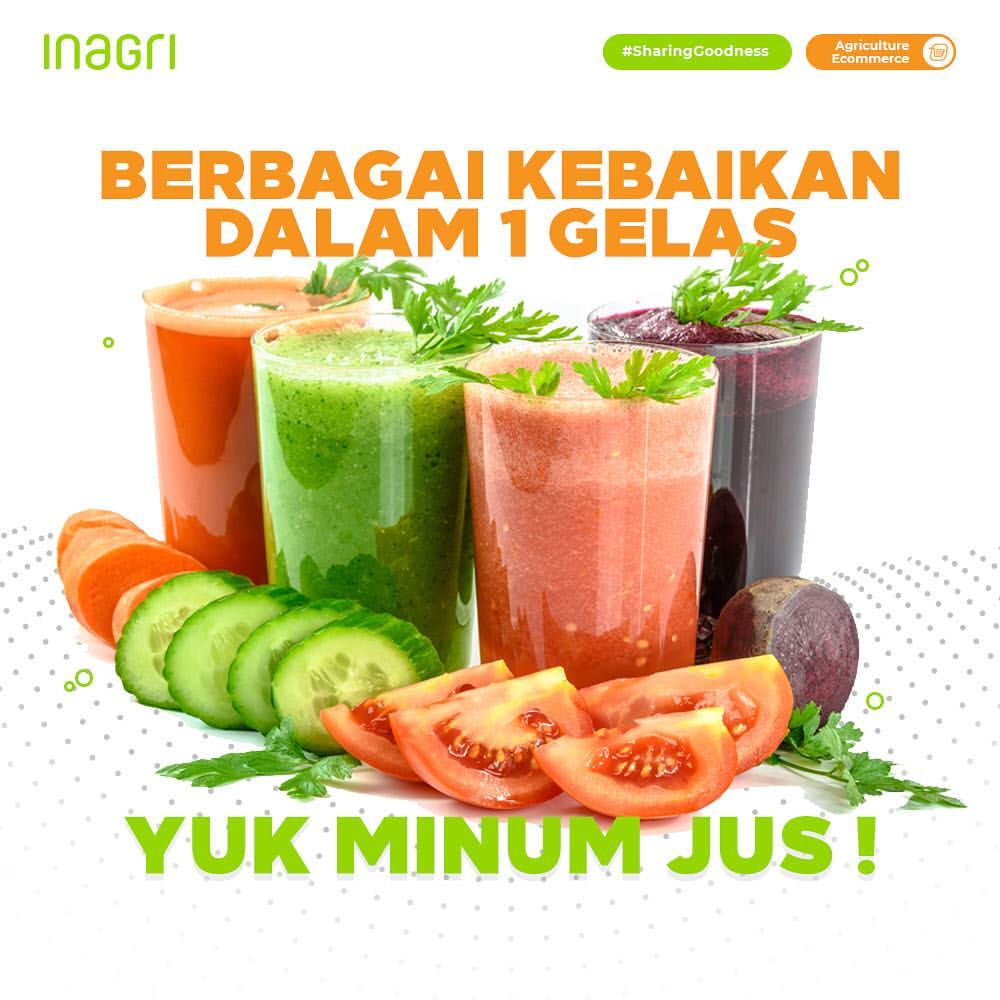 INAGRI
#SharingGoodness
Agriculture
Ecommerce
BERBAGAI KEBAIKAN
DALAM 1 GELAS
YUK MINUM JUS !